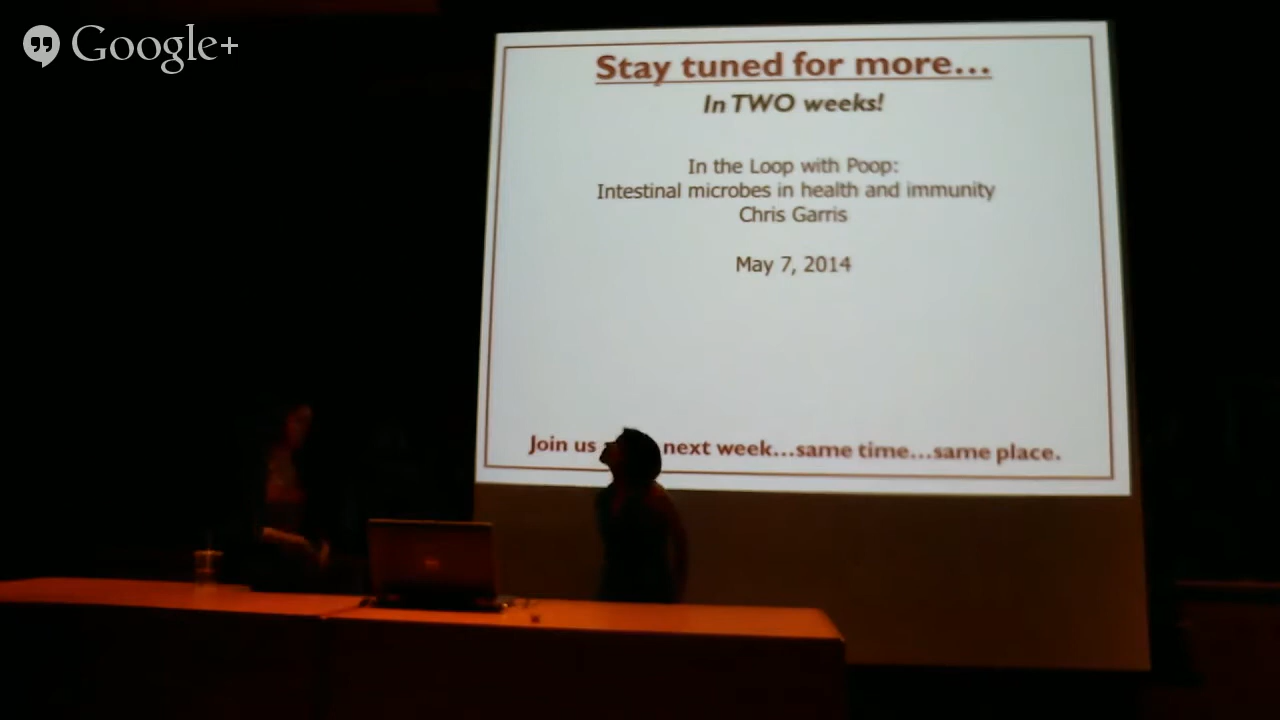 Google+
Stay tuned for more...
In TWO weeks!
In the Loop with Poop:
Intestinal microbes in health and immunity
Chris Garris
May 7, 2014
Join us next week...same time...same place.